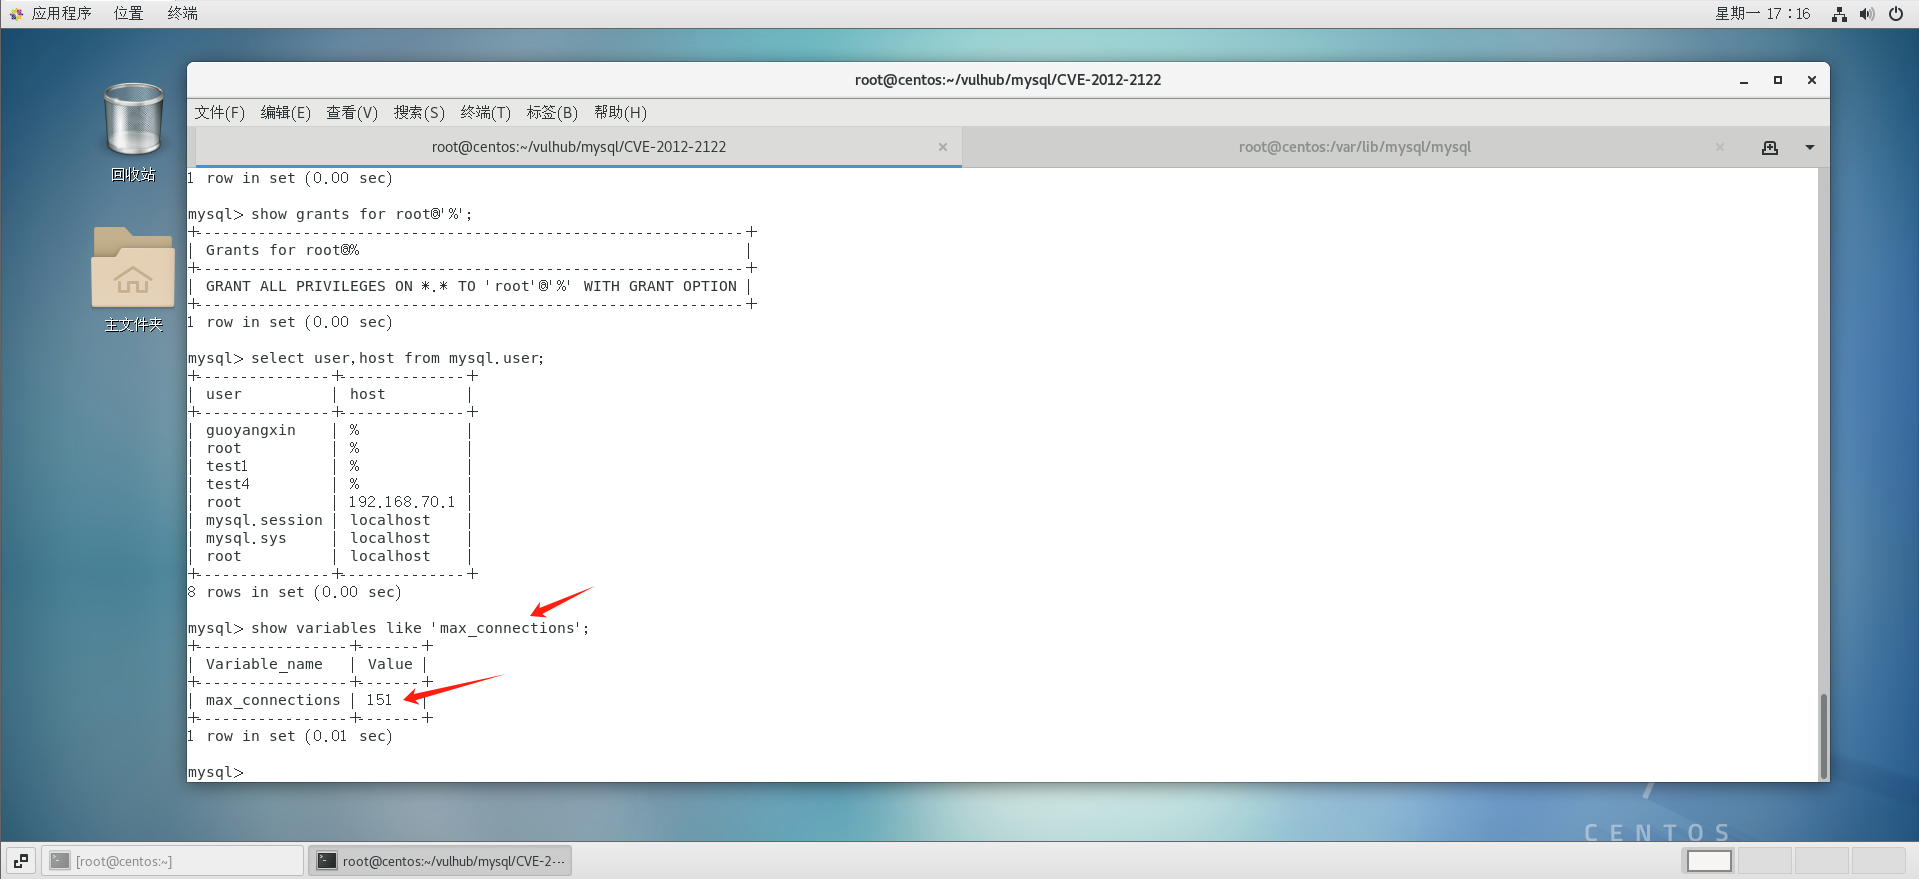 应用程序 位置 终端 星期一 17：16
回收站
主文件夹
root@centos:~/vulhub/mysql/CVE-2012-2122
文件(F) 编辑(E) 查看(V) 搜索(S) 终端(T) 标签(B) 帮助(H)
root@centos:~/vulhub/mysql/CVE-2012-2122 × root@centos:/var/lib/mysql/mysql ×
1 row in set (0.00 sec)
mysql> show grants for root@'%';
+-------------------------------------------------------------+
| Grants for root@%                                           |
+-------------------------------------------------------------+
| GRANT ALL PRIVILEGES ON *.* TO 'root'@'%' WITH GRANT OPTION |
+-------------------------------------------------------------+
1 row in set (0.00 sec)
mysql> select user,host from mysql.user;
+---------------+--------------+
| user          | host         |
+---------------+--------------+
| guoyangxin    | %            |
| root          | %            |
| test1         | %            |
| test4         | %            |
| root          | 192.168.70.1 |
| mysql.session | localhost    |
| mysql.sys     | localhost    |
| root          | localhost    |
+---------------+--------------+
8 rows in set (0.00 sec)
mysql> show variables like 'max_connections';
+-----------------+-------+
| Variable_name   | Value |
+-----------------+-------+
| max_connections | 151   |
+-----------------+-------+
1 row in set (0.01 sec)
mysql>
CENTOS
[root@centos:~] root@centos:~/vulhub/mysql/CVE-2···